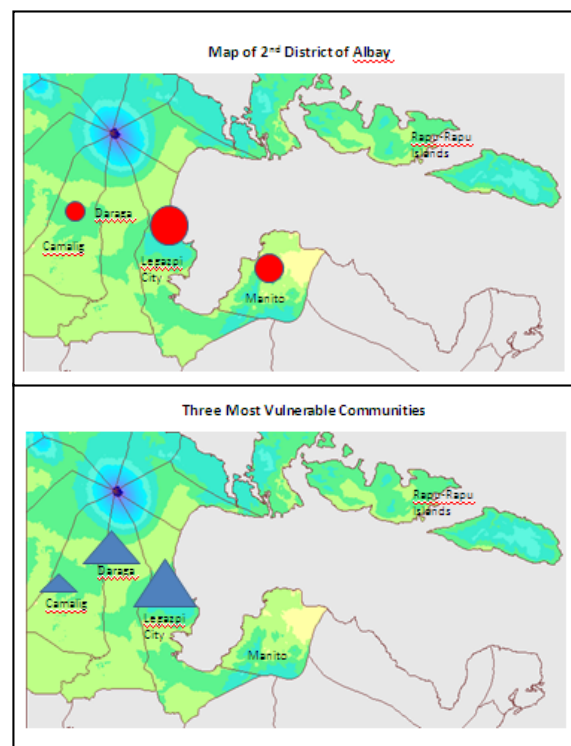 Map of 2nd District of Albay
Rapu-Rapu
Islands
Daraga
Camalig
Legaspi
City
Manito
Three Most Vulnerable Communities
Rapu-Rapu
Islands
Daraga
Camalig
Legaspi
City
Manito